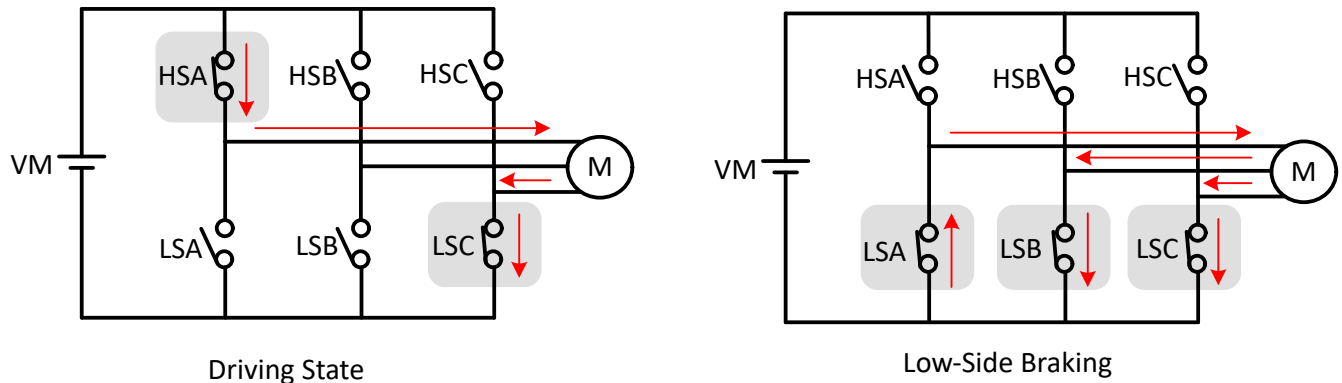 HSA HSB HSC
VM M
LSA LSB LSC
Driving State
HSA HSB HSC
VM M
LSA LSB LSC
Low-Side Braking